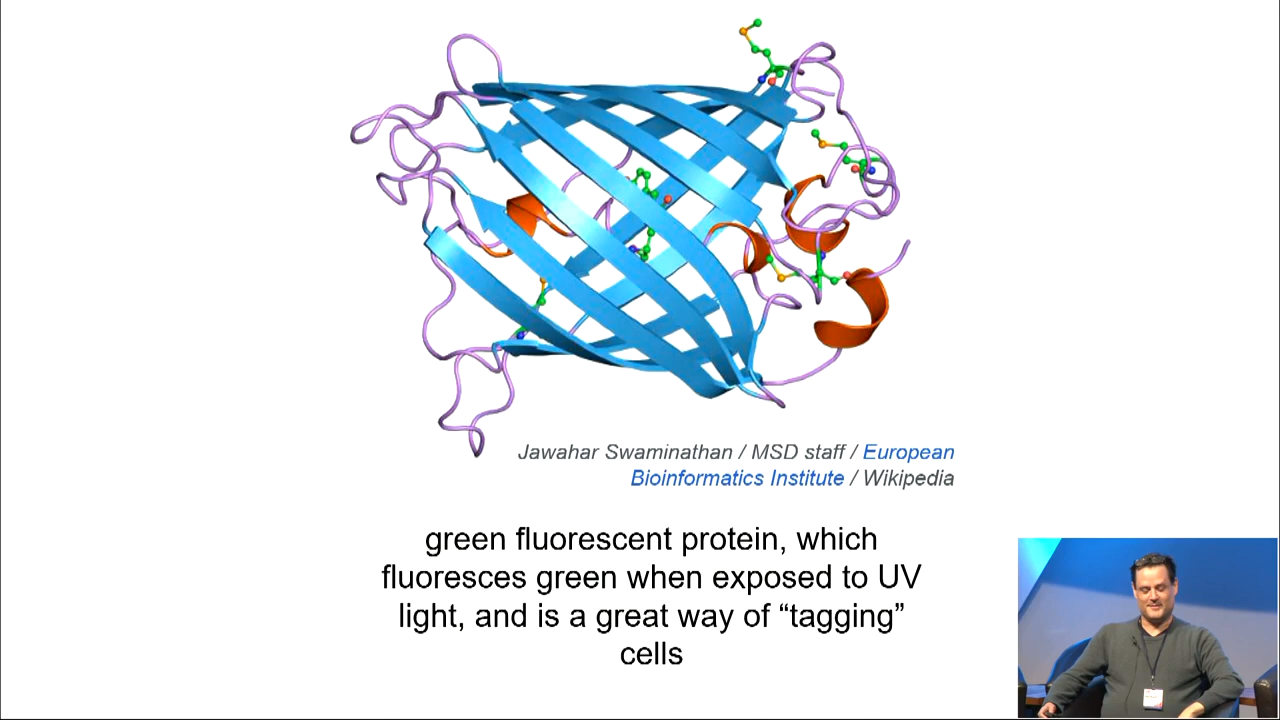 Jawahar Swaminathan / MSD staff / European
Bioinformatics Institute / Wikipedia
green fluorescent protein, which
fluoresces green when exposed to UV
light, and is a great way of “tagging”
cells